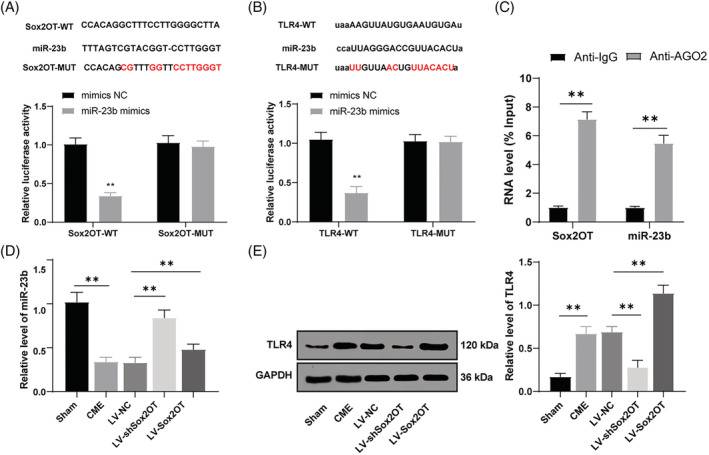 (A)
Sox2OT-WT CCACAGGCTTTCCTTGGGGCTTA
miR-23b TTTAGTCGTACGGT-CCTTGGGT
Sox2OT-MUT CCACAGCGTTTGGTT-CCTTGGGT
mimics NC
miR-23b mimics
Relative luciferase activity
1.5
1.0
0.5
0.0
**
Sox2OT-WT Sox2OT-MUT
(B)
TLR4-WT uaaAAGUUAUGUGAAUGUGAu
miR-23b ccaUUAGGGACCGUUACACUa
TLR4-MUT uaaUUGUUAACUGUUACACUa
mimics NC
miR-23b mimics
Relative luciferase activity
1.5
1.0
0.5
0.0
**
TLR4-WT TLR4-MUT
(C)
Anti-IgG Anti-AGO2
RNA level (% Input)
10
8
6
4
2
0
** **
Sox2OT miR-23b
(D)
Relative level of miR-23b
1.5
1.0
0.5
0.0
** ** **
Sham CME LV-NC LV-shSox2OT LV-Sox2OT
(E)
TLR4 120 kDa
GAPDH 36 kDa
Sham CME LV-NC LV-shSox2OT LV-Sox2OT
Relative level of TLR4
1.5
1.0
0.5
0.0
** ** **
Sham CME LV-NC LV-shSox2OT LV-Sox2OT